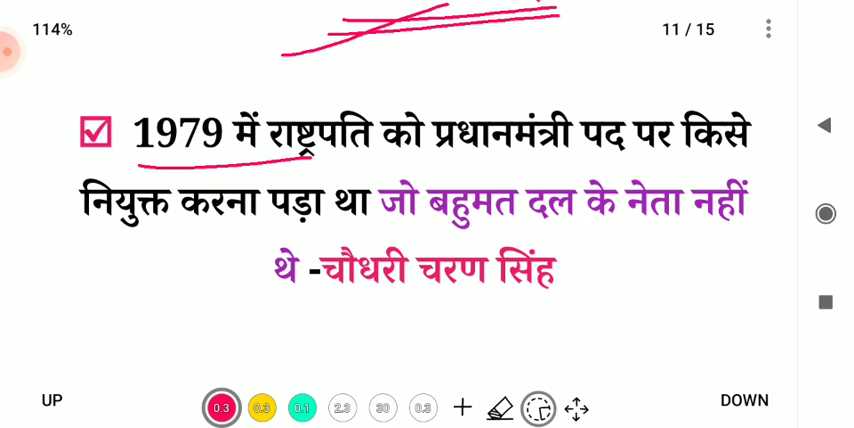 114%
11 / 15
1979 में राष्ट्रपति को प्रधानमंत्री पद पर किसे
नियुक्त करना पड़ा था जो बहुमत दल के नेता नहीं
थे -चौधरी चरण सिंह
UP
0.3 0.3 0.1 2.3 30 0.3
DOWN